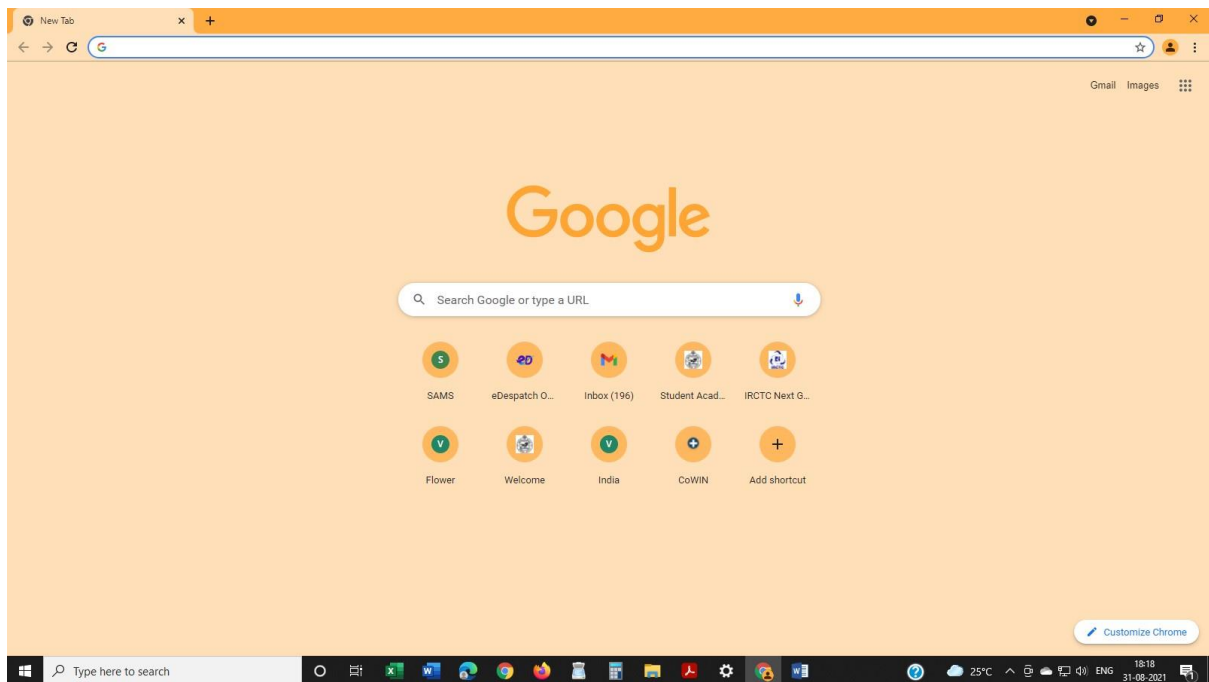 New Tab
Gmail Images
Google
Search Google or type a URL
S
eD
SAMS
eDespatch O...
Inbox (196)
Student Acad...
IRCTC Next G...
V
V
Flower
Welcome
India
CoWIN
Add shortcut
Customize Chrome
Type here to search
25°C
ENG
18:18
31-08-2021